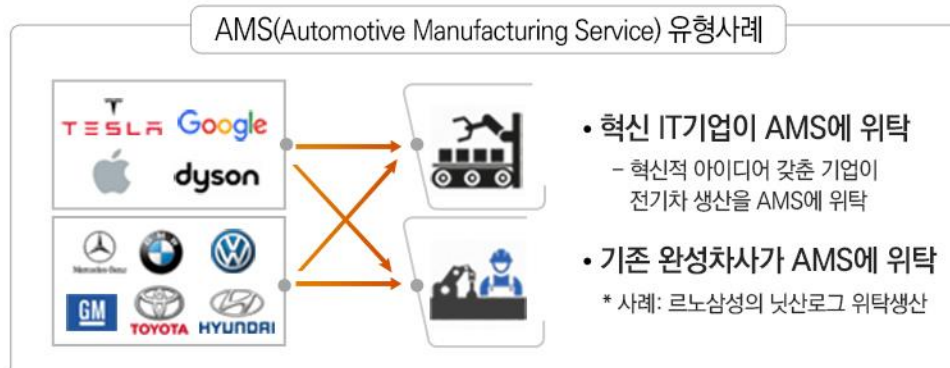 AMS(Automotive Manufacturing Service) 유형사례
TESLA
Google
dyson
Mercedes-Benz
BMW
GM
TOYOTA
HYUNDAI
• 혁신 IT기업이 AMS에 위탁
– 혁신적 아이디어 갖춘 기업이
전기차 생산을 AMS에 위탁
• 기존 완성차사가 AMS에 위탁
* 사례: 르노삼성의 닛산로그 위탁생산